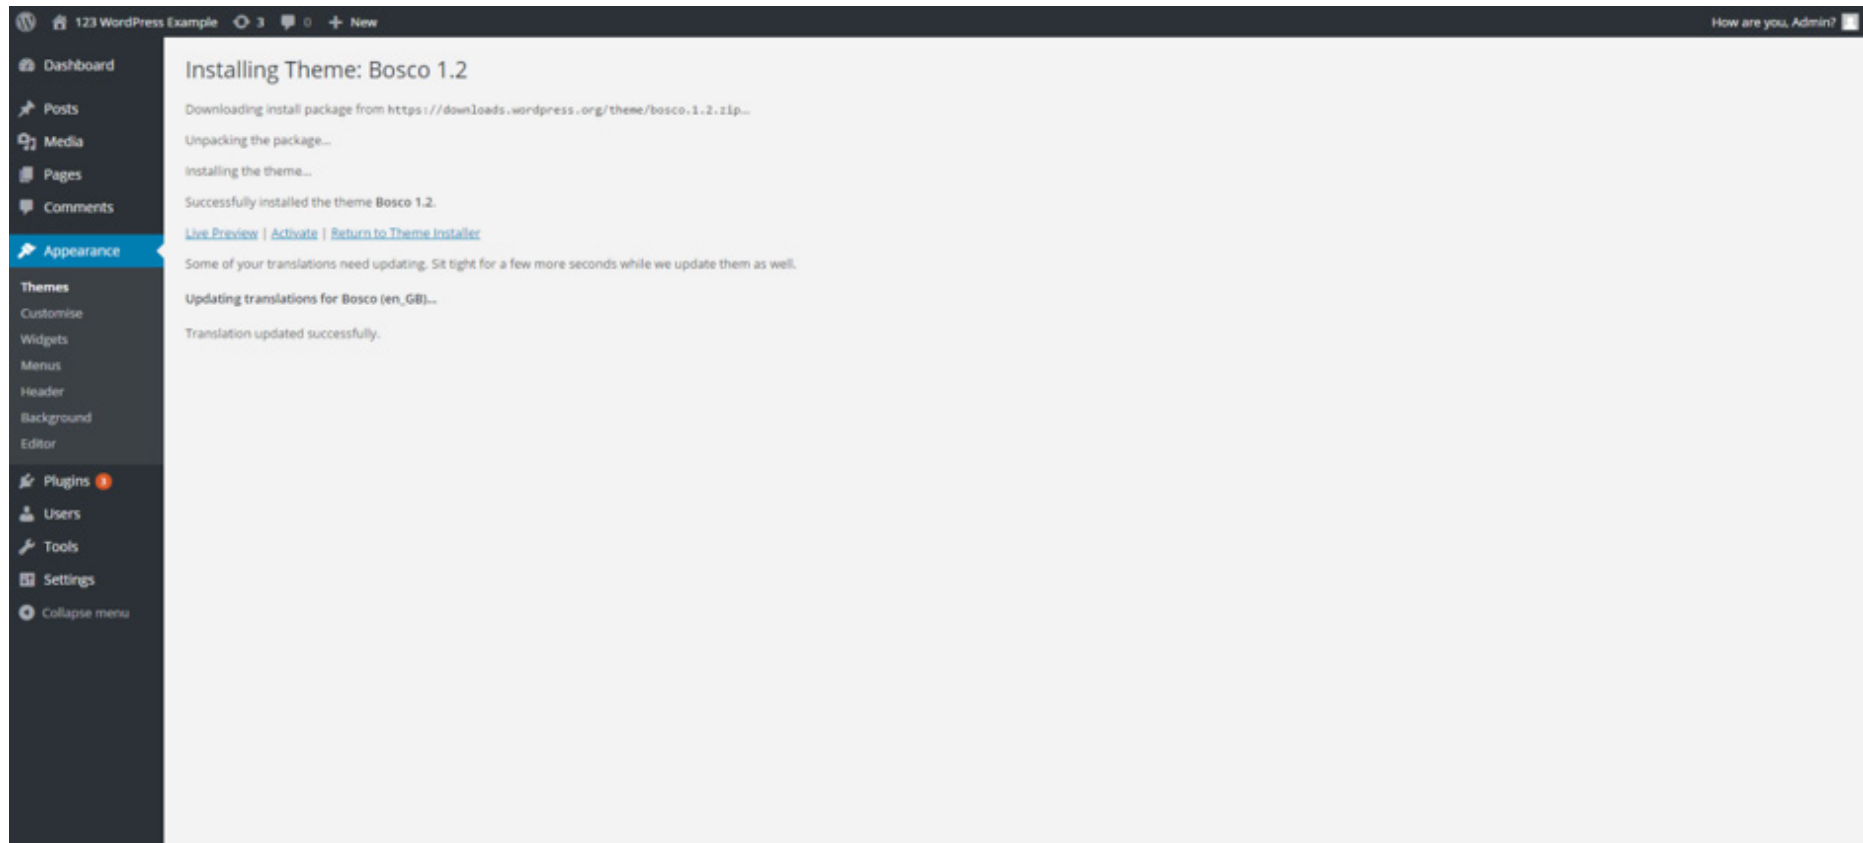 123 WordPress Example 3 0 + New How are you, Admin?
Dashboard
Posts
Media
Pages
Comments
Appearance
Themes
Customise
Widgets
Menus
Header
Background
Editor
Plugins 3
Users
Tools
Settings
Collapse menu
Installing Theme: Bosco 1.2
Downloading install package from https://downloads.wordpress.org/theme/bosco.1.2.zip…
Unpacking the package…
Installing the theme…
Successfully installed the theme Bosco 1.2.
Live Preview | Activate | Return to Theme Installer
Some of your translations need updating. Sit tight for a few more seconds while we update them as well.
Updating translations for Bosco (en_GB)…
Translation updated successfully.